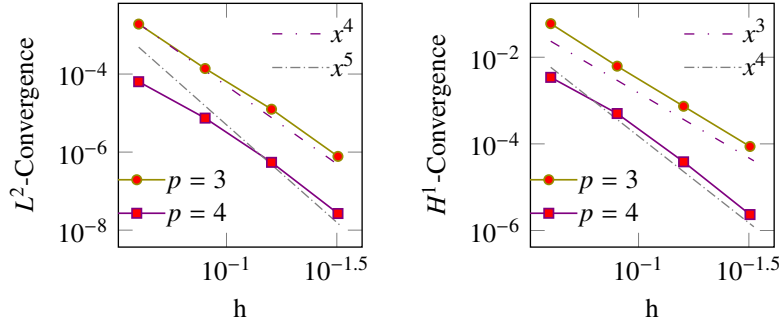 L²-Convergence
10⁻⁴
10⁻⁶
10⁻⁸
x⁴
x⁵
p = 3
p = 4
10⁻¹
10⁻¹·⁵
h
H¹-Convergence
10⁻²
10⁻⁴
10⁻⁶
x³
x⁴
p = 3
p = 4
10⁻¹
10⁻¹·⁵
h